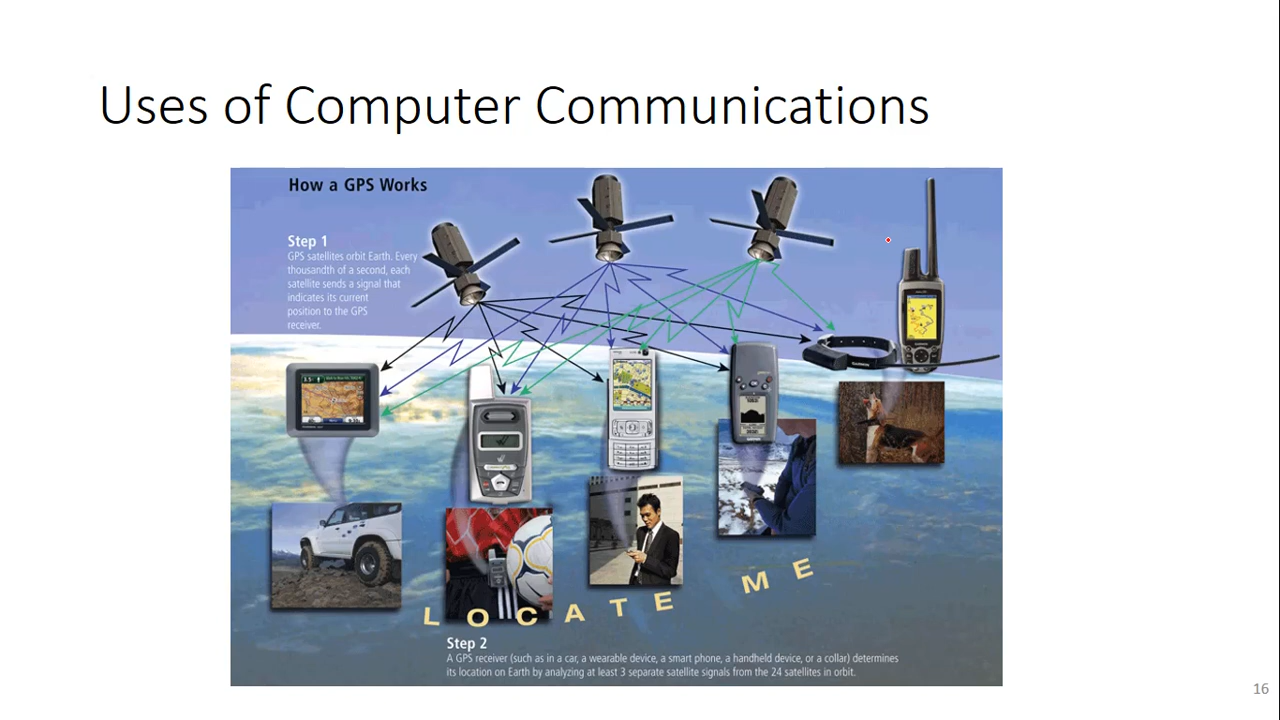 Uses of Computer Communications
How a GPS Works
Step 1
GPS satellites orbit Earth. Every
thousandth of a second, each
satellite sends a signal that
indicates its current
position to the GPS
receiver.
LOCATE ME
Step 2
A GPS receiver (such as in a car, a wearable device, a smart phone, a handheld device, or a collar) determines
its location on Earth by analyzing at least 3 separate satellite signals from the 24 satellites in orbit.
16